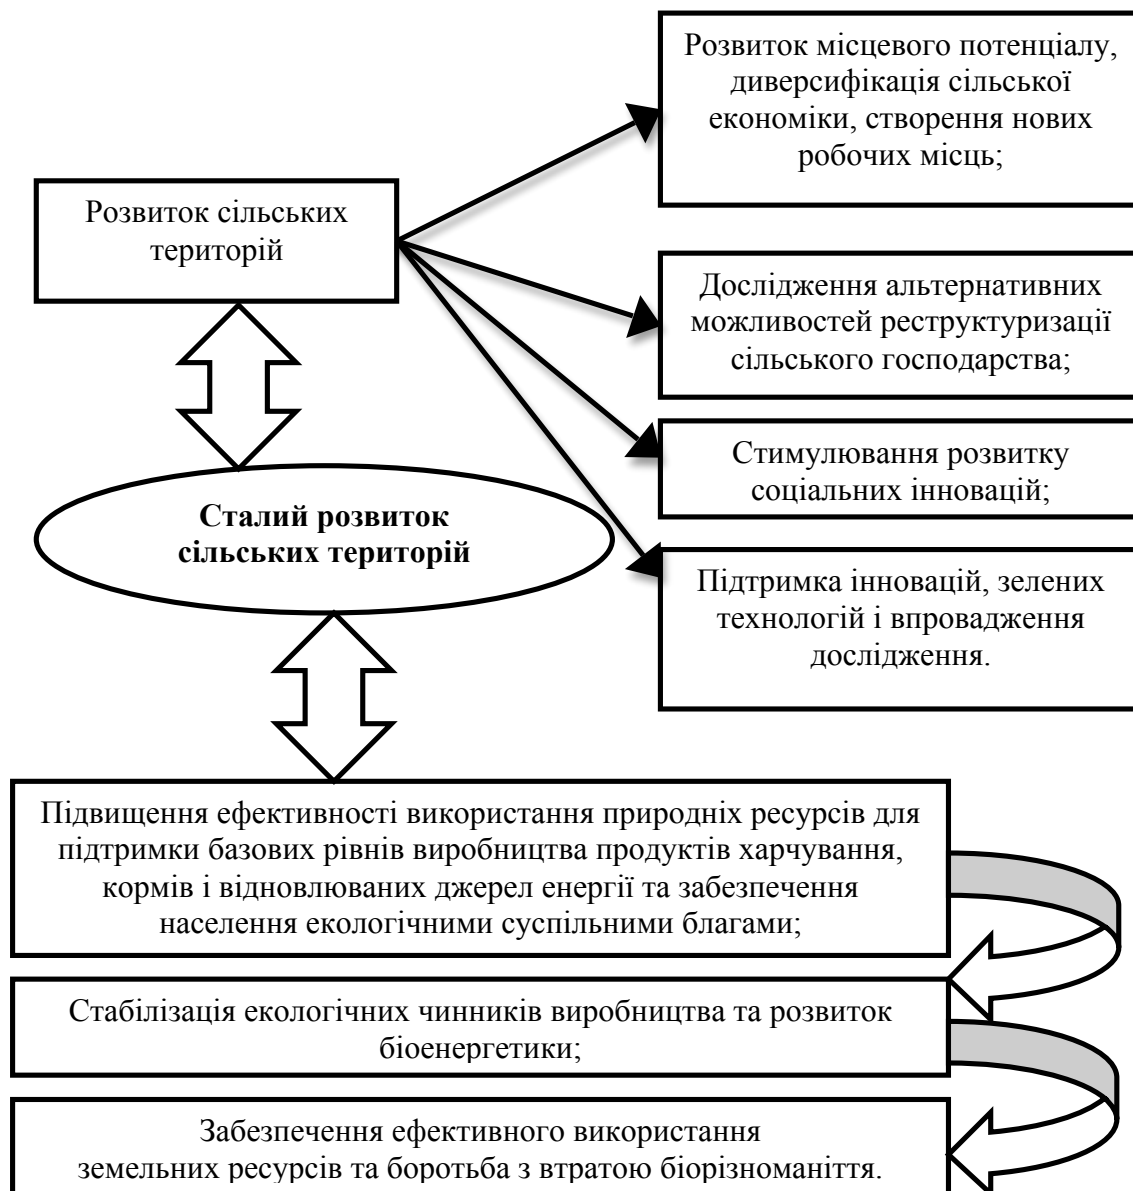 Розвиток місцевого потенціалу,
диверсифікація сільської
економіки, створення нових
робочих місць;
Розвиток сільських
територій
Дослідження альтернативних
можливостей реструктуризації
сільського господарства;
Стимулювання розвитку
соціальних інновацій;
Сталий розвиток
сільських територій
Підтримка інновацій, зелених
технологій і впровадження
дослідження.
Підвищення ефективності використання природніх ресурсів для
підтримки базових рівнів виробництва продуктів харчування,
кормів і відновлюваних джерел енергії та забезпечення
населення екологічними суспільними благами;
Стабілізація екологічних чинників виробництва та розвиток
біоенергетики;
Забезпечення ефективного використання
земельних ресурсів та боротьба з втратою біорізноманіття.